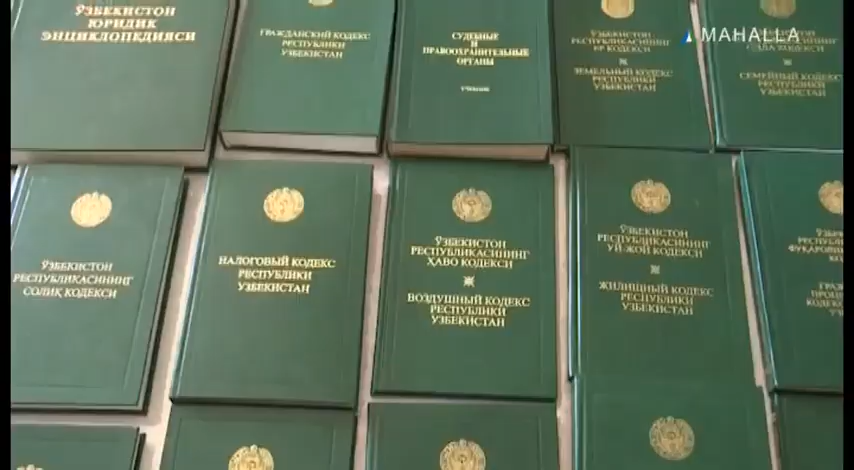 MAHALLA
ЎЗБЕКИСТОН
ЮРИДИК
ЭНЦИКЛОПЕДИЯСИ
ГРАЖДАНСКИЙ КОДЕКС
РЕСПУБЛИКИ
УЗБЕКИСТАН
СУДЕБНЫЕ
И
ПРАВООХРАНИТЕЛЬНЫЕ
ОРГАНЫ
УЧЕБНИК
ЎЗБЕКИСТОН
РЕСПУБЛИКАСИНИНГ
ЕР КОДЕКСИ
ЗЕМЕЛЬНЫЙ КОДЕКС
РЕСПУБЛИКИ
УЗБЕКИСТАН
СЕМЕЙНЫЙ КОДЕКС
РЕСПУБЛИКИ
УЗБЕКИСТАН
ЎЗБЕКИСТОН
РЕСПУБЛИКАСИНИНГ
СОЛИҚ КОДЕКСИ
НАЛОГОВЫЙ КОДЕКС
РЕСПУБЛИКИ
УЗБЕКИСТАН
ЎЗБЕКИСТОН
РЕСПУБЛИКАСИНИНГ
ҲАВО КОДЕКСИ
ВОЗДУШНЫЙ КОДЕКС
РЕСПУБЛИКИ
УЗБЕКИСТАН
ЎЗБЕКИСТОН
РЕСПУБЛИКАСИНИНГ
УЙ-ЖОЙ КОДЕКСИ
ЖИЛИЩНЫЙ КОДЕКС
РЕСПУБЛИКИ
УЗБЕКИСТАН